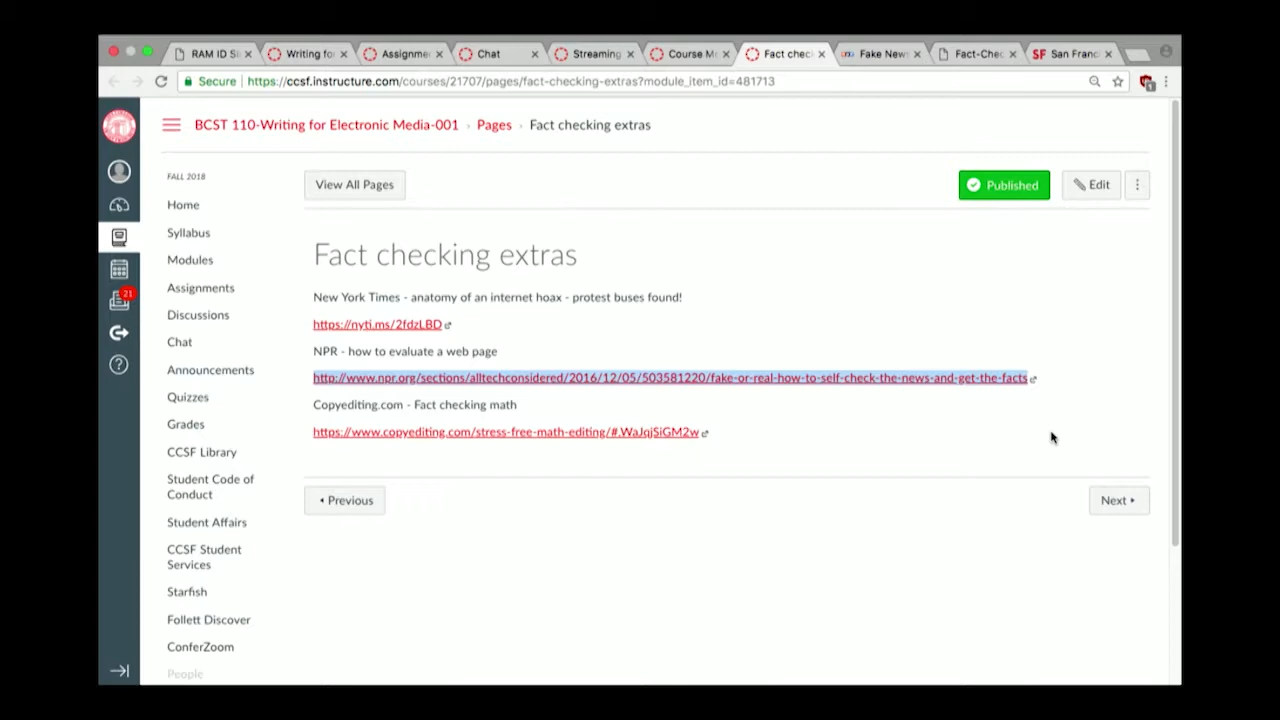 RAM ID Si
Writing for
Assignme
Chat
Streaming
Course M
Fact chec
Fake New
Fact-Chec
SF San Franc
Secure https://ccsf.instructure.com/courses/21707/pages/fact-checking-extras?module_item_id=481713
BCST 110-Writing for Electronic Media-001 › Pages › Fact checking extras
FALL 2018
View All Pages
Published
Edit
Home
Syllabus
Modules
Assignments
21
Discussions
Chat
Announcements
Quizzes
Grades
CCSF Library
Student Code of
Conduct
Student Affairs
CCSF Student
Services
Starfish
Follett Discover
ConferZoom
People
Fact checking extras
New York Times - anatomy of an internet hoax - protest buses found!
https://nyti.ms/2fdzLBD
NPR - how to evaluate a web page
http://www.npr.org/sections/alltechconsidered/2016/12/05/503581220/fake-or-real-how-to-self-check-the-news-and-get-the-facts
Copyediting.com - Fact checking math
https://www.copyediting.com/stress-free-math-editing/#.WaJqjSiGM2w
Previous
Next